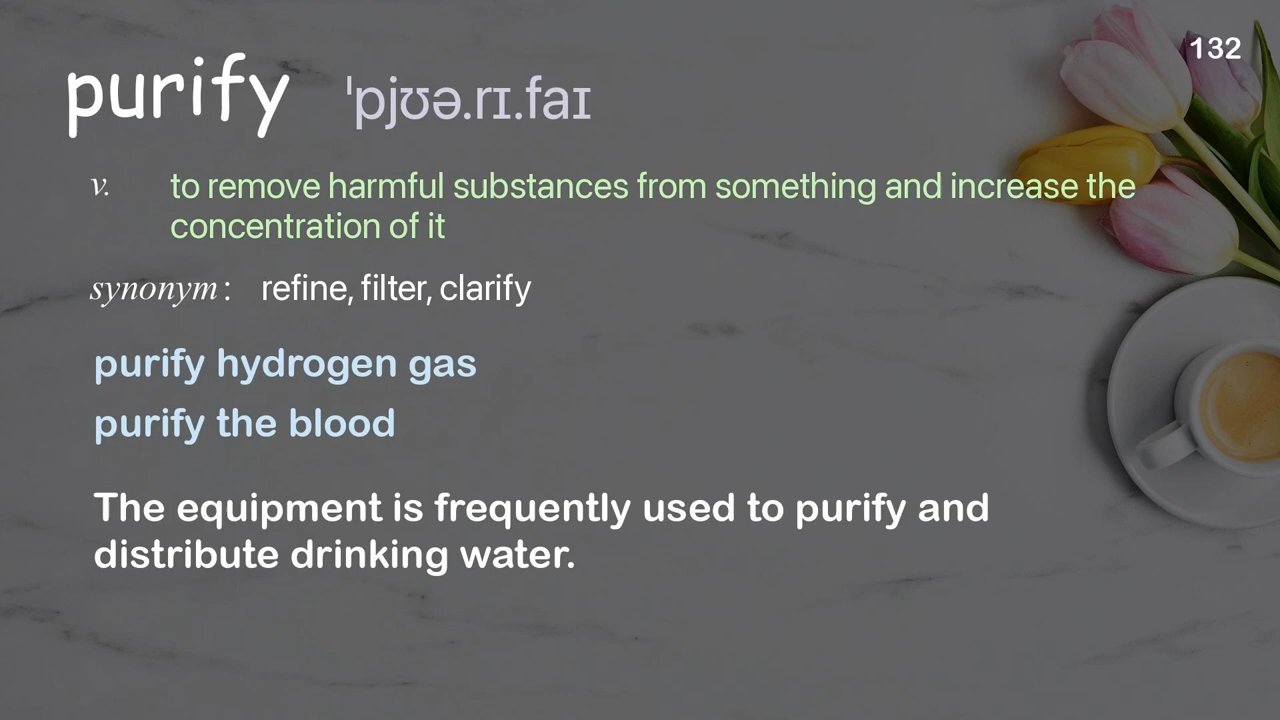 132
purify ˈpjʊə.rɪ.faɪ
v. to remove harmful substances from something and increase the
concentration of it
synonym : refine, filter, clarify
purify hydrogen gas
purify the blood
The equipment is frequently used to purify and
distribute drinking water.